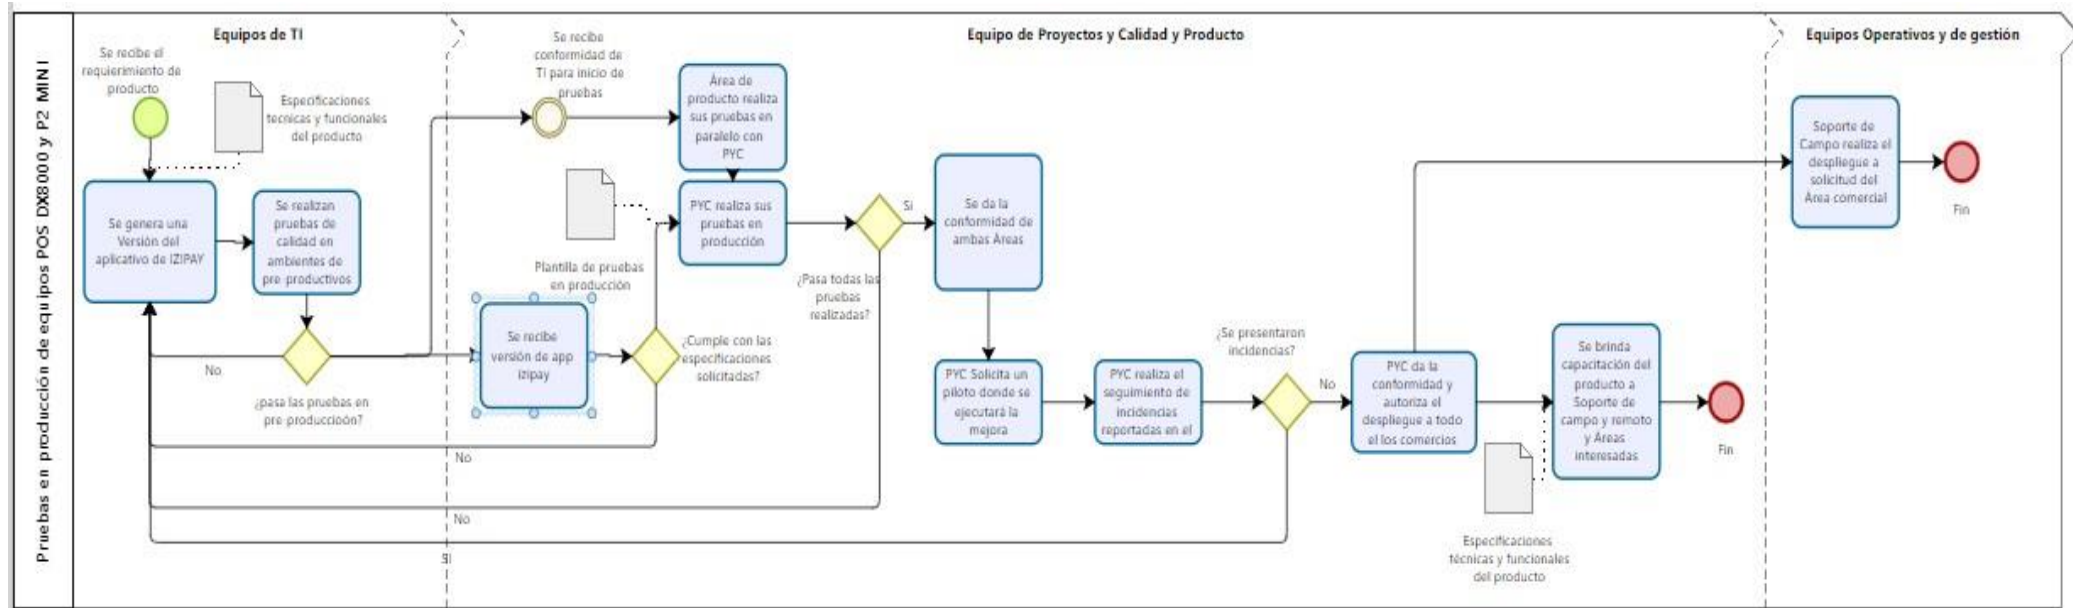 Pruebas en producción de equipos POS DX8000 y P2 MINI
Equipos de TI
Equipo de Proyectos y Calidad y Producto
Equipos Operativos y de gestión
Se recibe el
requierimiento de
producto
Especificaciones
tecnicas y funcionales
del producto
Se genera una
Versión del
aplicativo de IZIPAY
Se realizan
pruebas de
calidad en
ambientes de
pre-productivos
No
¿pasa las pruebas en
pre-produccioón?
Se recibe
conformidad de
TI para inicio de
pruebas
Área de
producto realiza
sus pruebas en
paralelo con
PYC
Plantilla de pruebas
en producción
PYC realiza sus
pruebas en
producción
Se recibe
versión de app
izipay
¿Cumple con las
especificaciones
solicitadas?
No
¿Pasa todas las
pruebas
realizadas?
Si
No
Se da la
conformidad de
ambas Áreas
PYC Solicita un
piloto donde se
ejecutará la
mejora
PYC realiza el
seguimiento de
incidencias
reportadas en el
¿Se presentaron
incidencias?
No
SI
PYC da la
conformidad y
autoriza el
despliegue a todo
el los comercios
Especificaciones
técnicas y funcionales
del producto
Se brinda
capacitación del
producto a
Soporte de
campo y remoto
y Áreas
interesadas
Fin
Soporte de
Campo realiza el
despliegue a
solicitud del
Área comercial
Fin